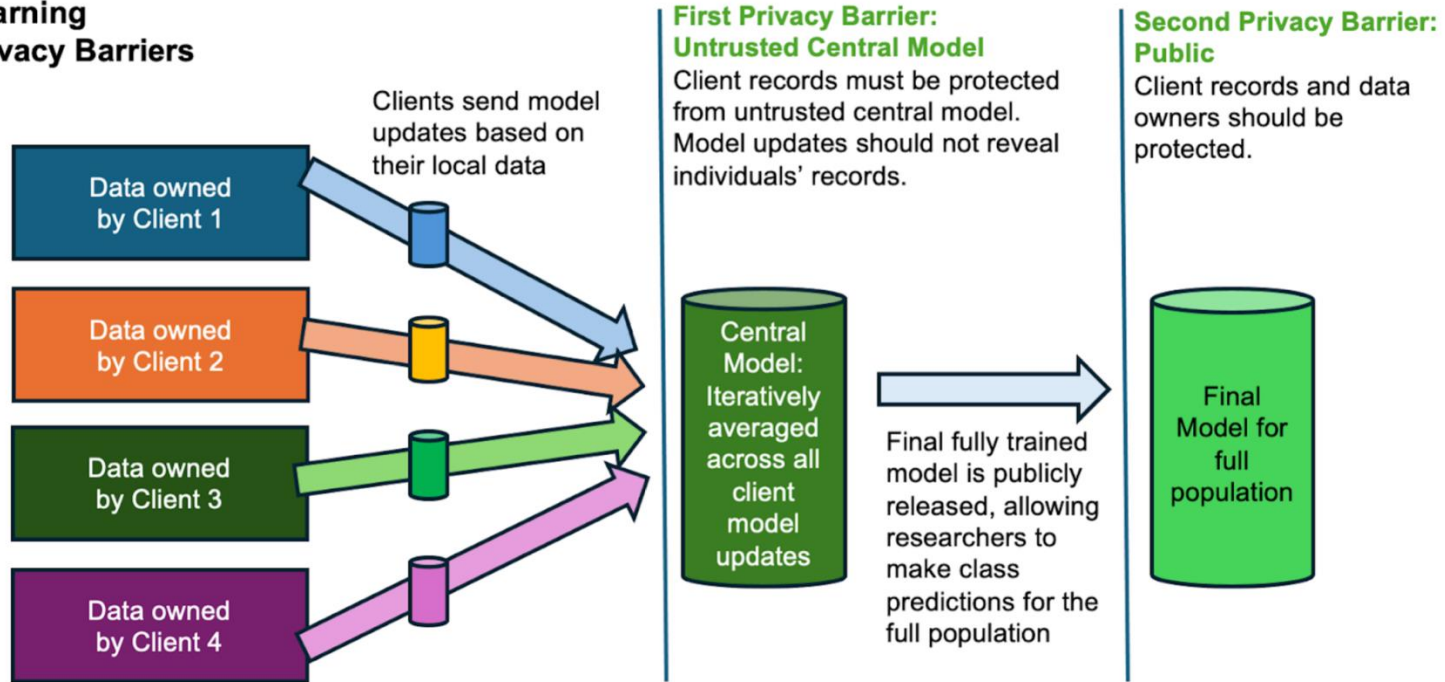 arning
vacy Barriers
Clients send model
updates based on
their local data
Data owned
by Client 1
Data owned
by Client 2
Data owned
by Client 3
Data owned
by Client 4
First Privacy Barrier:
Untrusted Central Model
Client records must be protected
from untrusted central model.
Model updates should not reveal
individuals’ records.
Central
Model:
Iteratively
averaged
across all
client
model
updates
Final fully trained
model is publicly
released, allowing
researchers to
make class
predictions for the
full population
Second Privacy Barrier:
Public
Client records and data
owners should be
protected.
Final
Model for
full
population